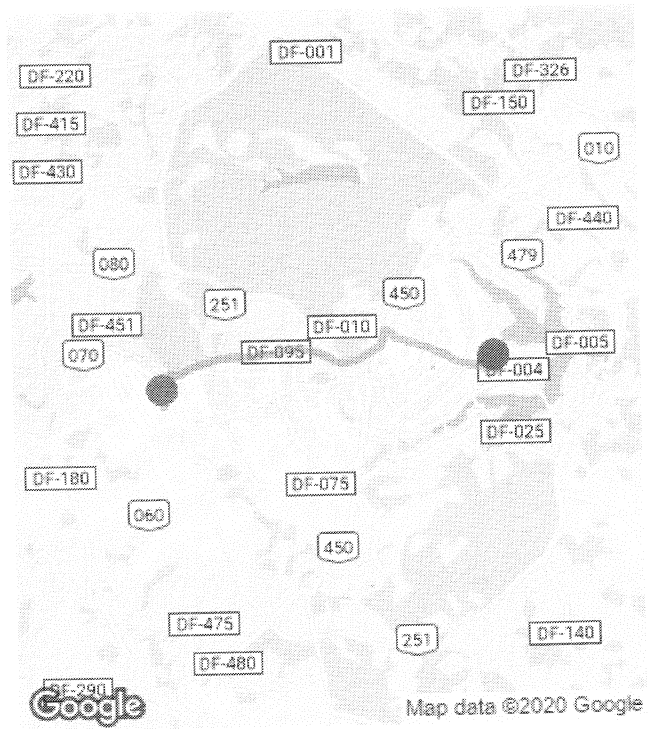 DF-001
DF-220
DF-326
DF-150
DF-415
010
DF-430
DF-440
479
080
450
251
DF-451
DF-010
DF-005
070
DF-095
DF-004
DF-025
DF-180
DF-075
060
450
DF-475
DF-140
251
DF-480
DF-290
Google
Map data ©2020 Google